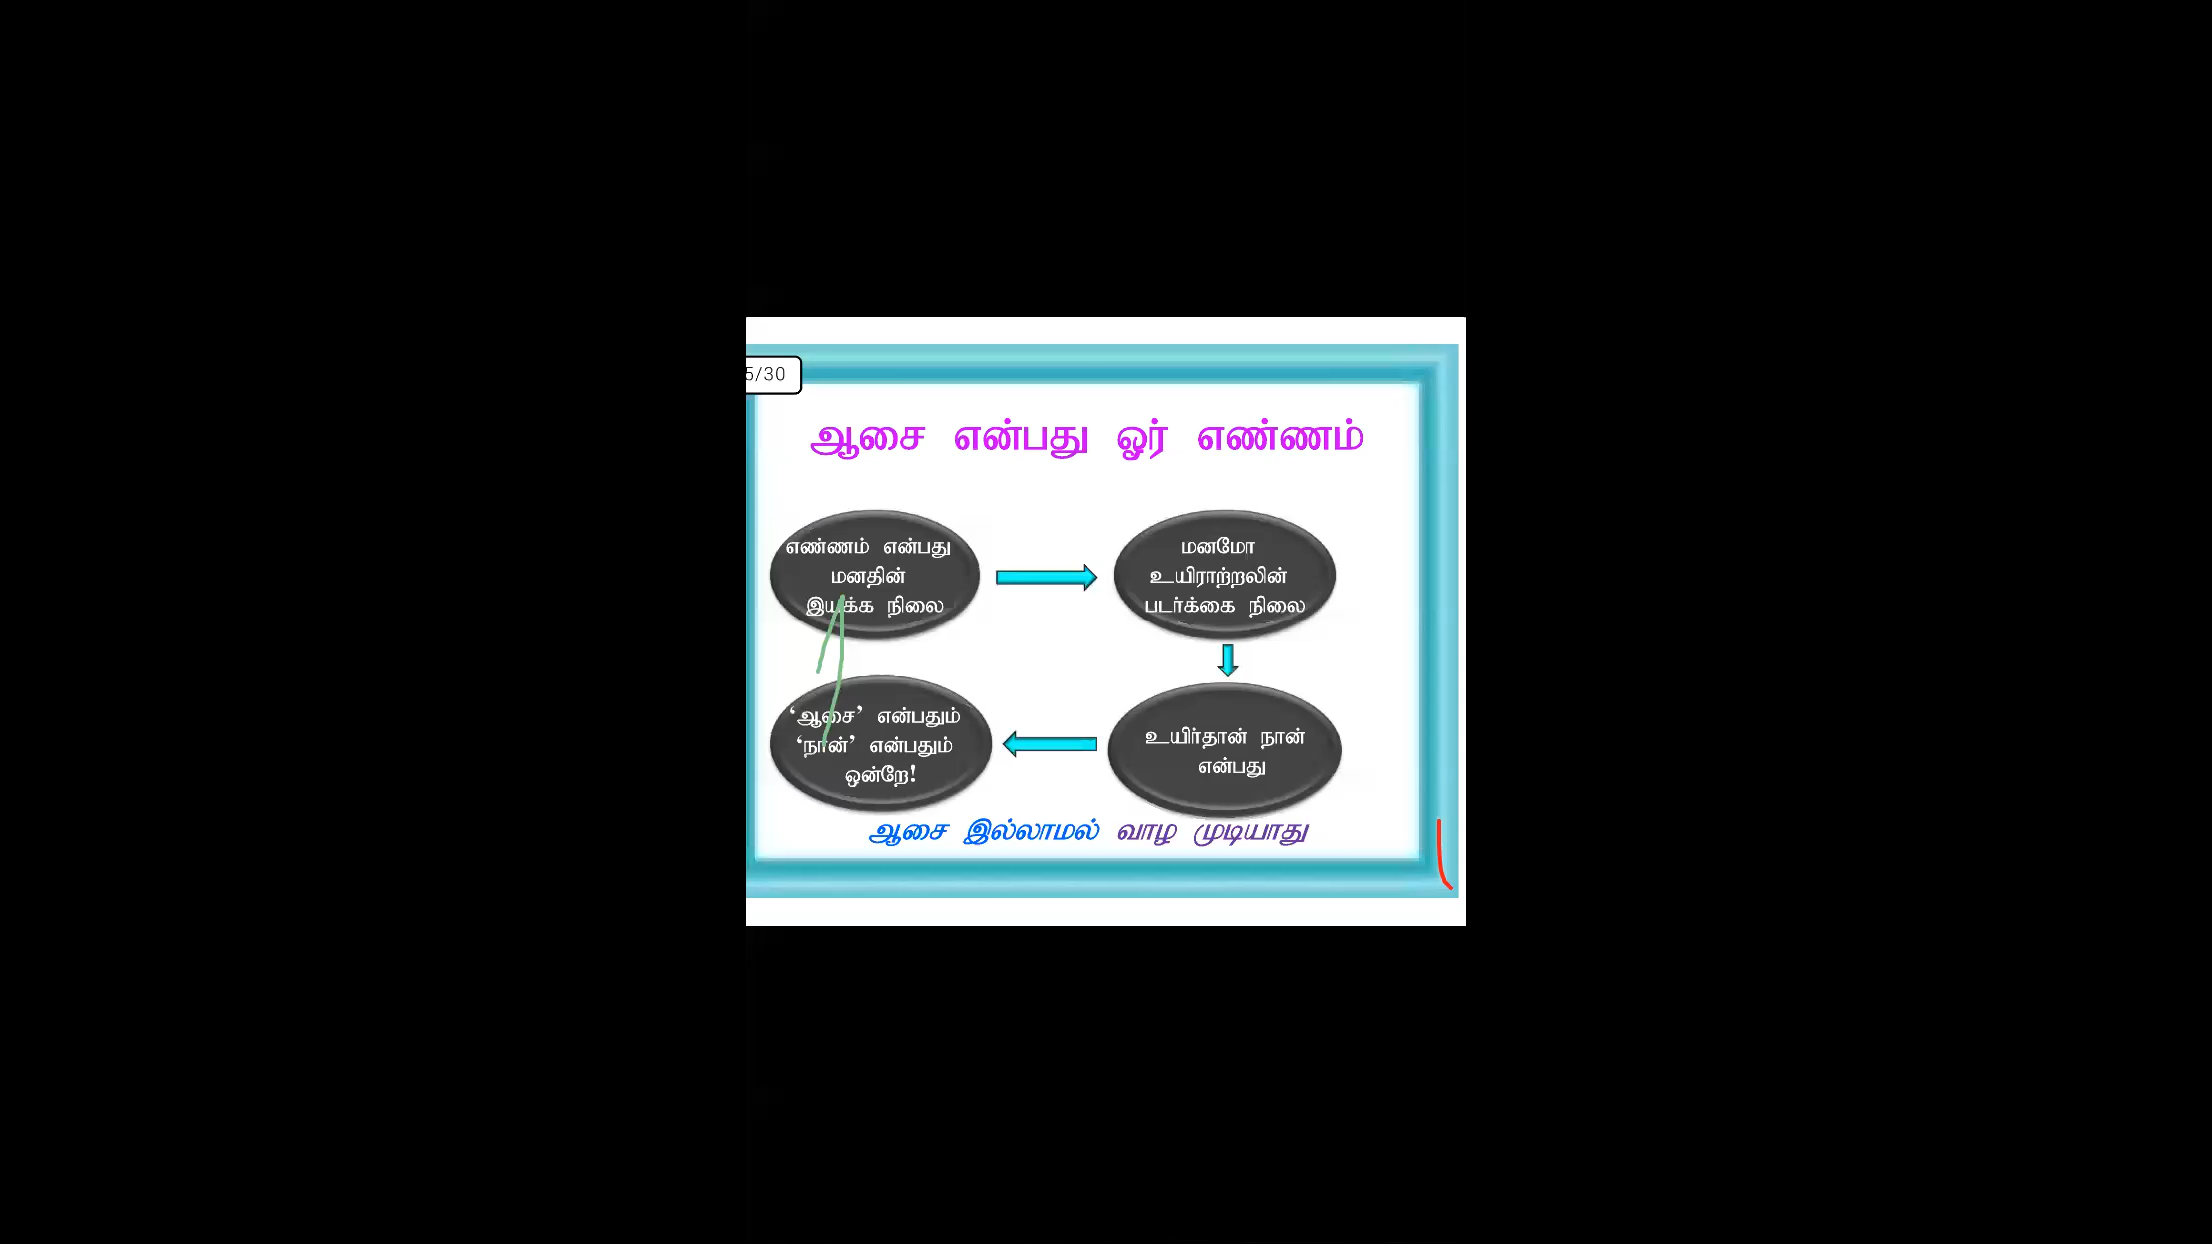 5/30
ஆசை என்பது ஓர் எண்ணம்
எண்ணம் என்பது
மனதின்
இயக்க நிலை
மனமோ
உயிராற்றலின்
படர்க்கை நிலை
உயிர்தான் நான்
என்பது
‘ஆசை’ என்பதும்
‘நான்’ என்பதும்
ஒன்றே!
ஆசை இல்லாமல் வாழ முடியாது